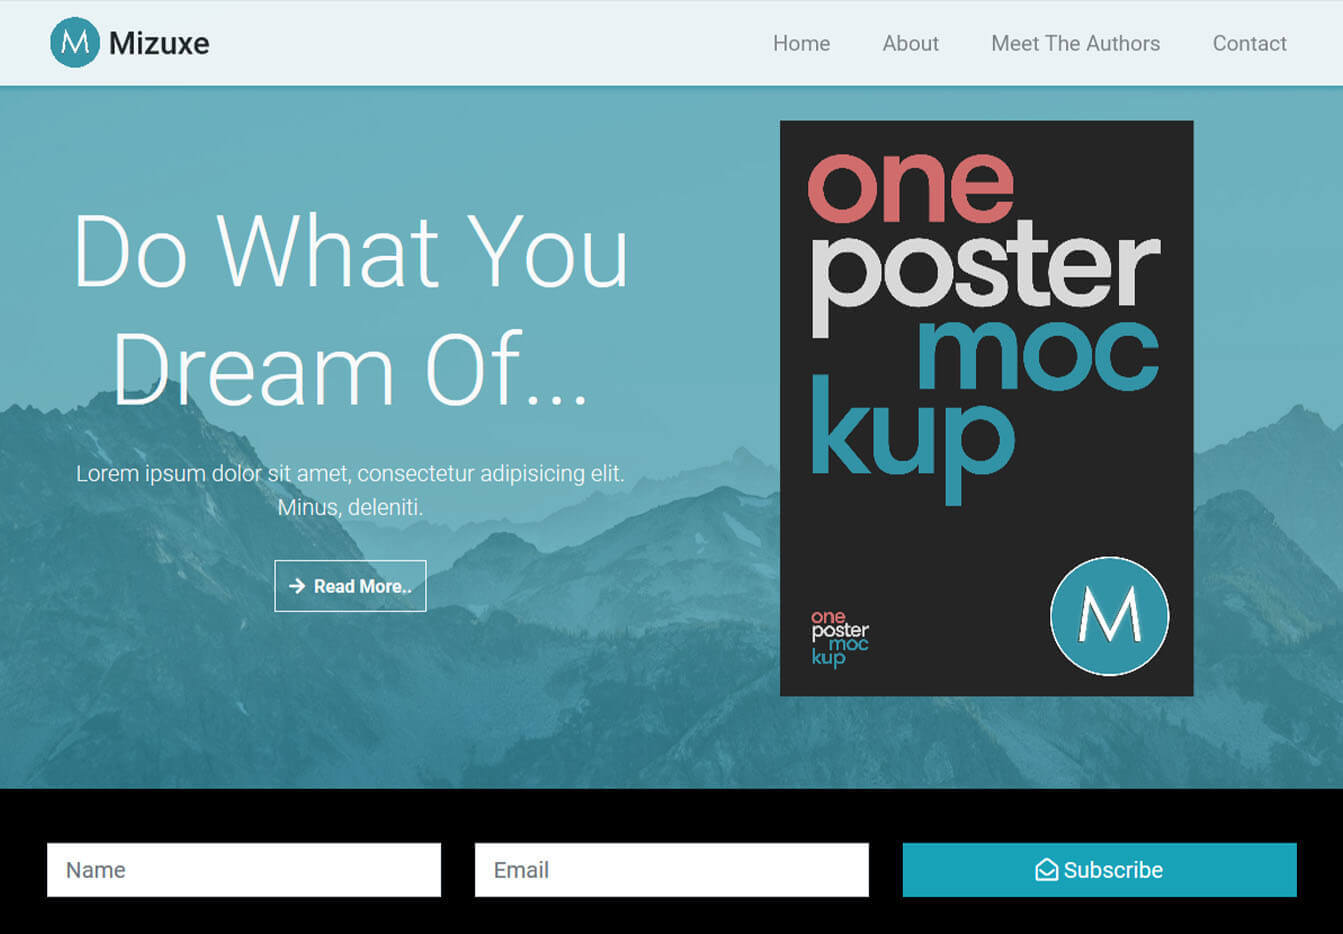 M Mizuxe
Home About Meet The Authors Contact
Do What You
Dream Of...
Lorem ipsum dolor sit amet, consectetur adipisicing elit.
Minus, deleniti.
Read More..
one
poster
moc
kup
one
poster
moc
kup
M
Name
Email
Subscribe